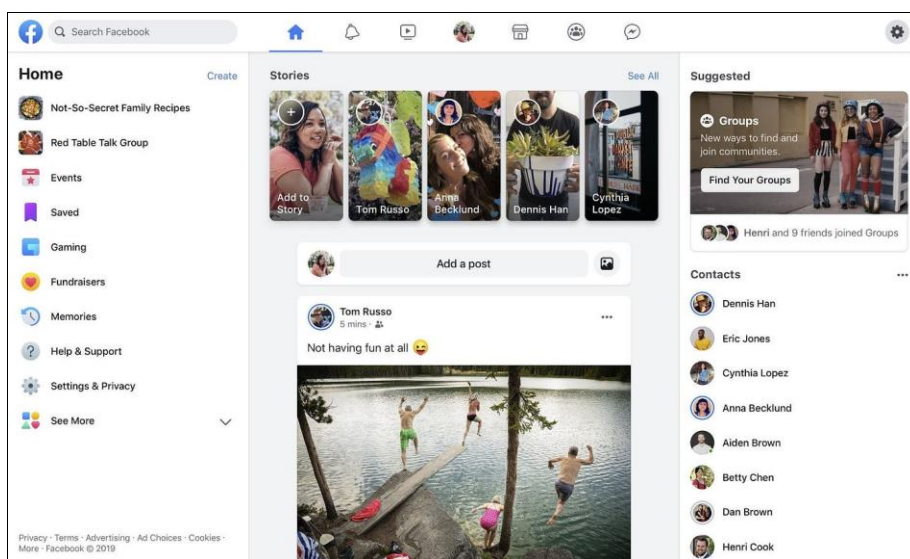 Search Facebook
Home
Create
Not-So-Secret Family Recipes
Red Table Talk Group
Events
Saved
Gaming
Fundraisers
Memories
Help & Support
Settings & Privacy
See More
Privacy · Terms · Advertising · Ad Choices · Cookies ·
More · Facebook © 2019
Stories
See All
Add to
Story
Tom Russo
Anna
Becklund
Dennis Han
Cynthia
Lopez
Add a post
Tom Russo
5 mins ·
Not having fun at all 😜
Suggested
Groups
New ways to find and
join communities.
Find Your Groups
Henri and 9 friends joined Groups
Contacts
Dennis Han
Eric Jones
Cynthia Lopez
Anna Becklund
Aiden Brown
Betty Chen
Dan Brown
Henri Cook